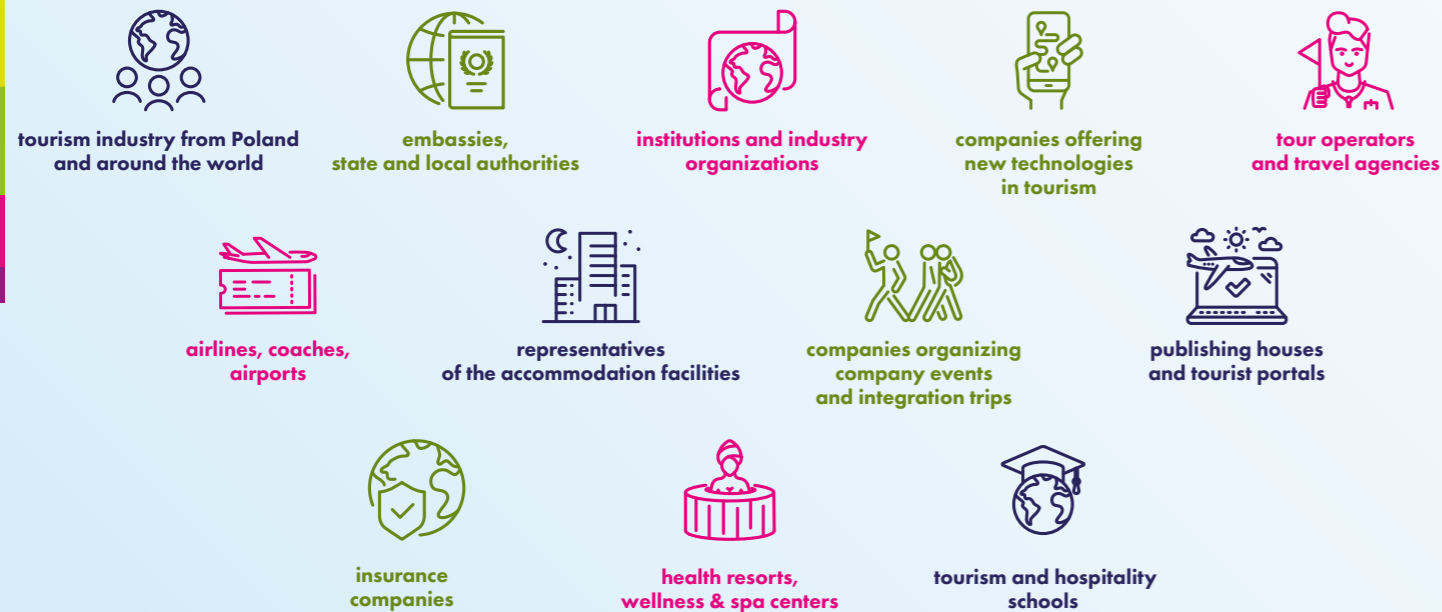 tourism industry from Poland
and around the world
embassies,
state and local authorities
institutions and industry
organizations
companies offering
new technologies
in tourism
tour operators
and travel agencies
airlines, coaches,
airports
representatives
of the accommodation facilities
companies organizing
company events
and integration trips
publishing houses
and tourist portals
insurance
companies
health resorts,
wellness & spa centers
tourism and hospitality
schools